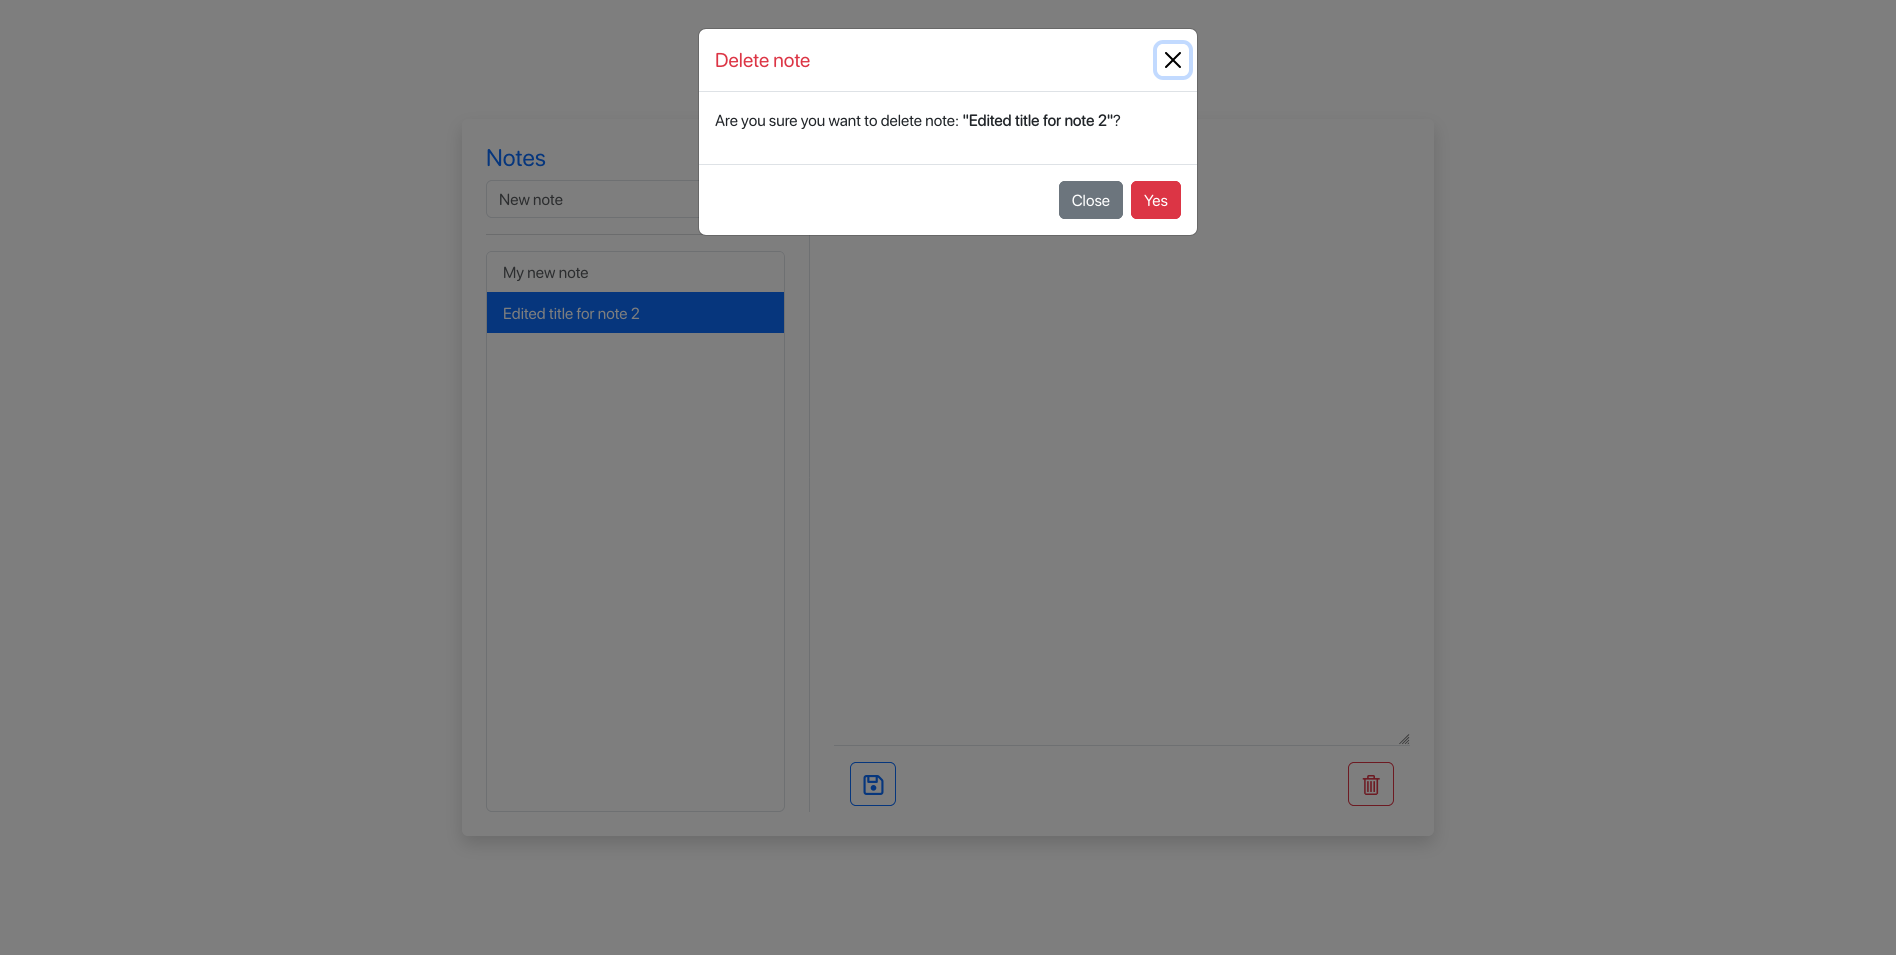 Delete note
Are you sure you want to delete note: "Edited title for note 2"?
Close Yes
Notes
New note
My new note
Edited title for note 2